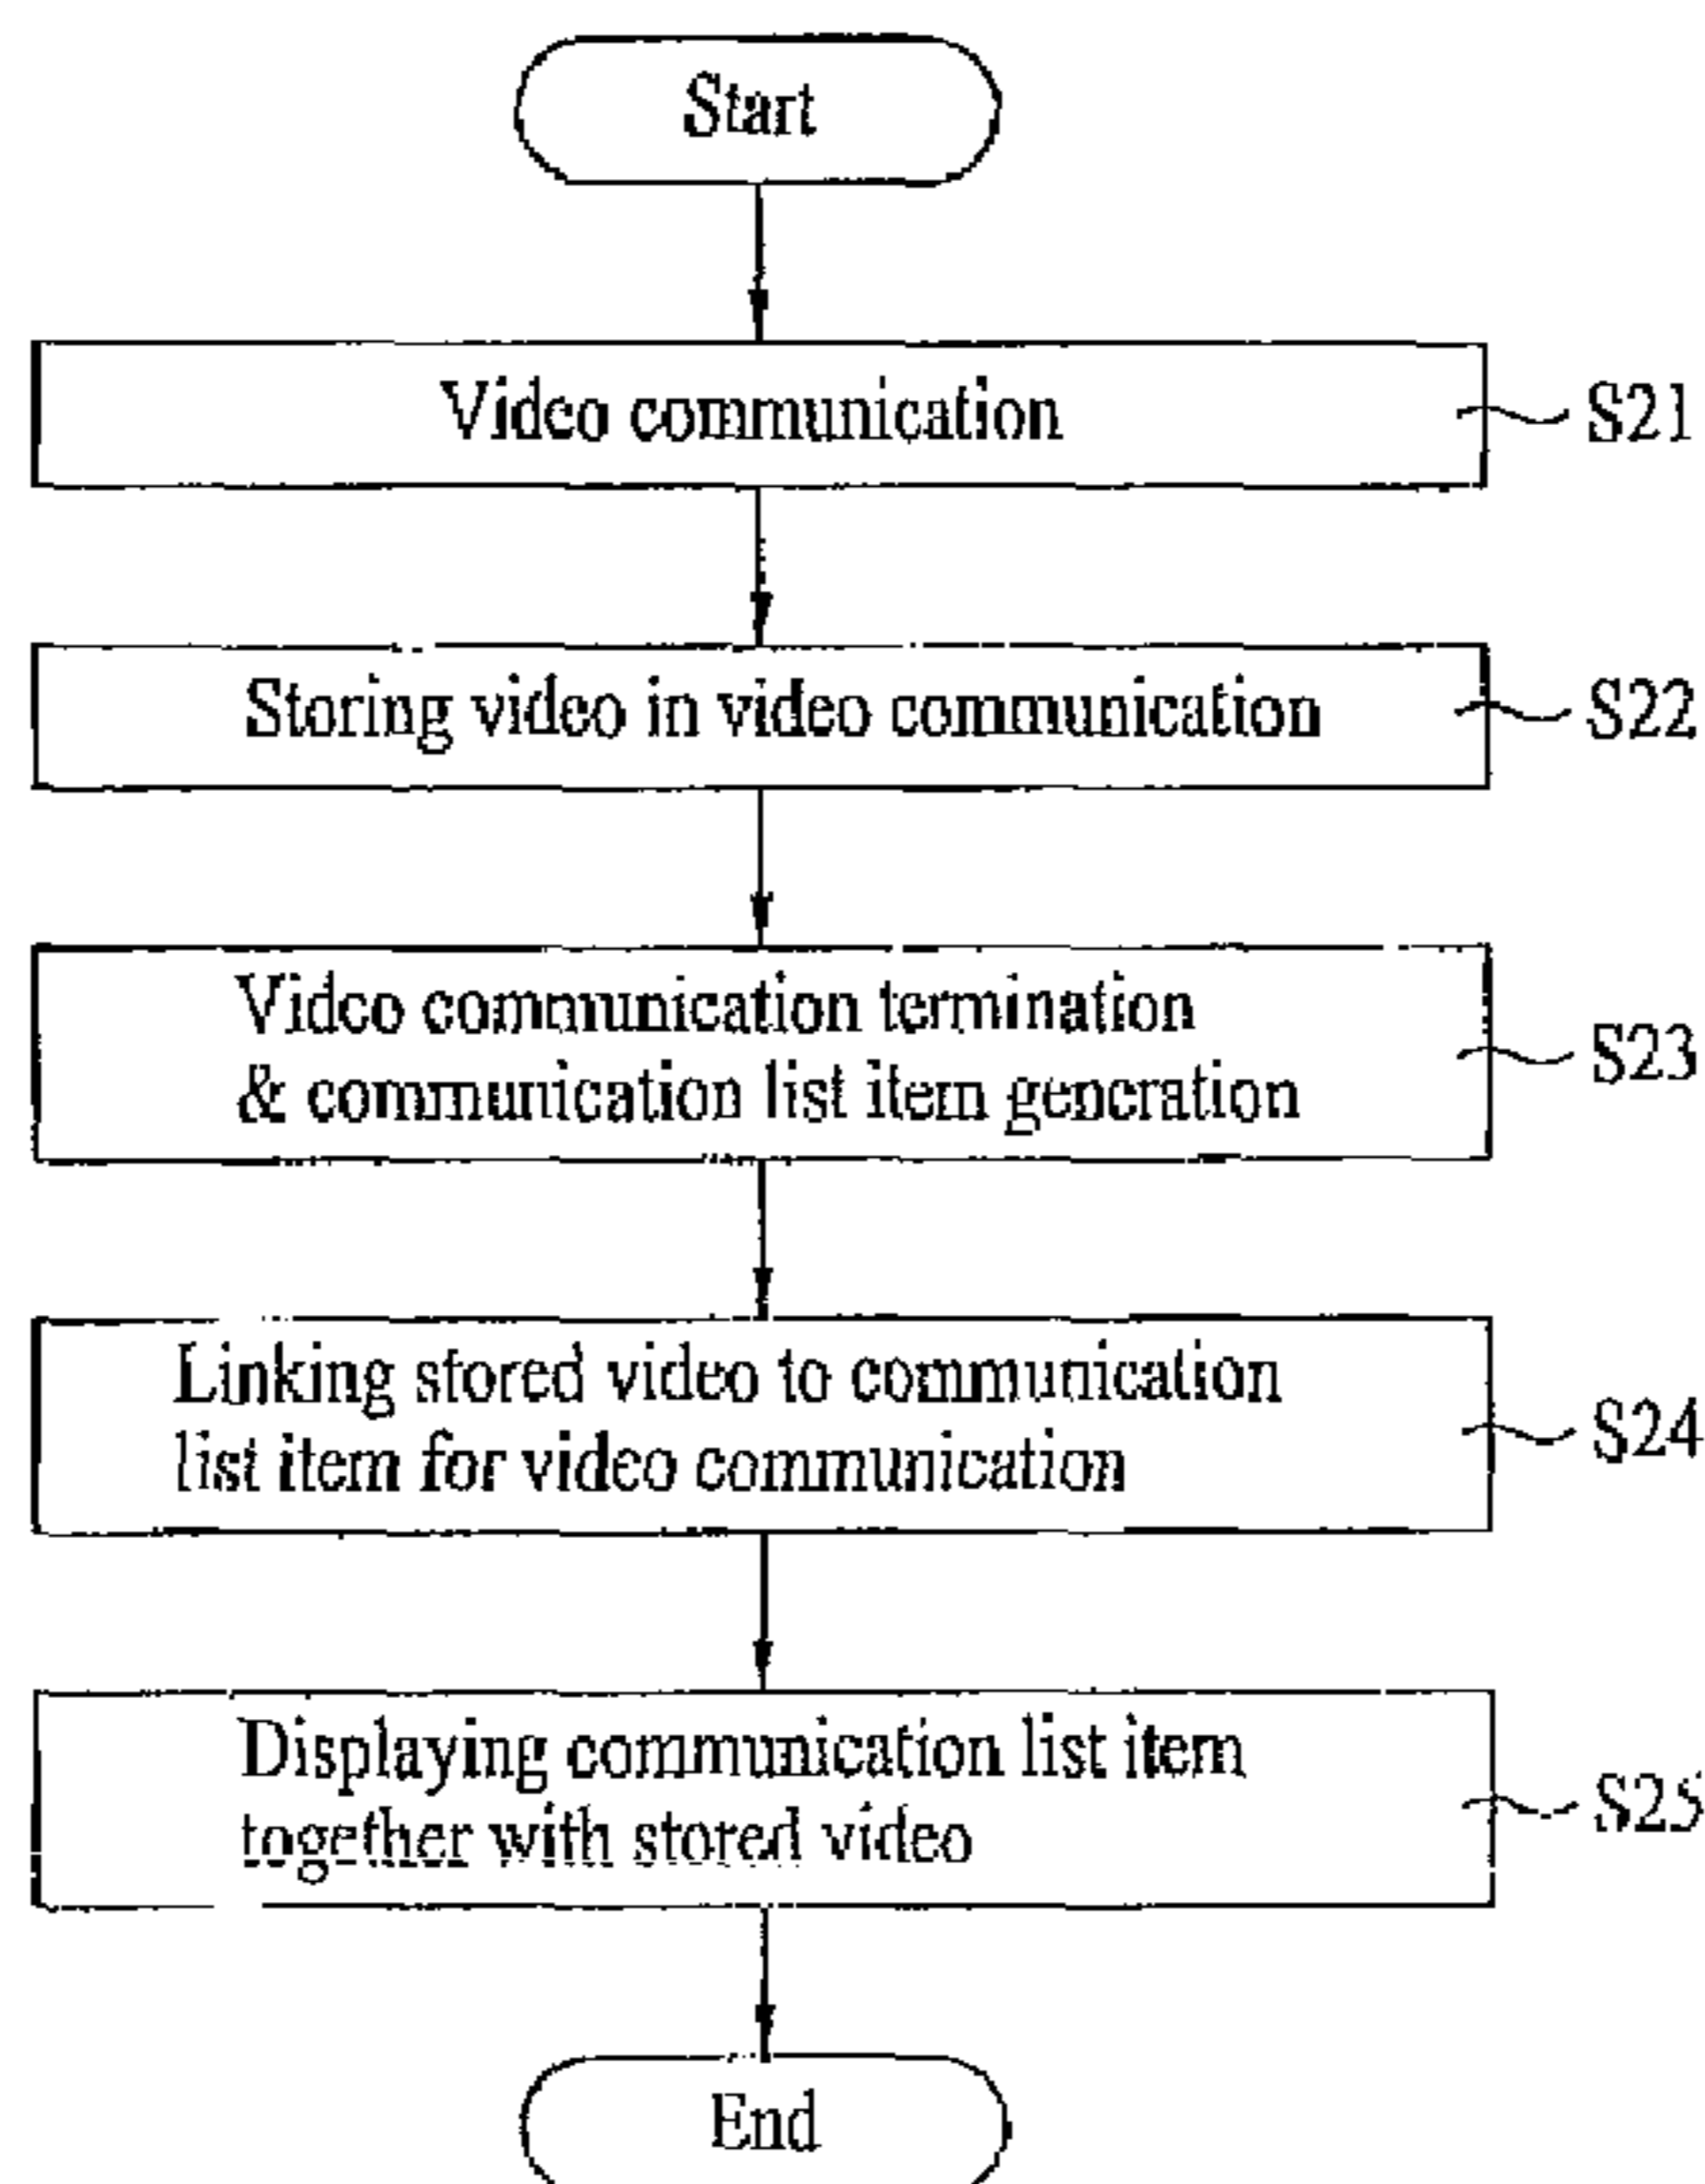 Start
Video communication
S21
Storing video in video communication
S22
Video communication termination
& communication list item generation
S23
Linking stored video to communication
list item for video communication
S24
Displaying communication list item
together with stored video
S25
End